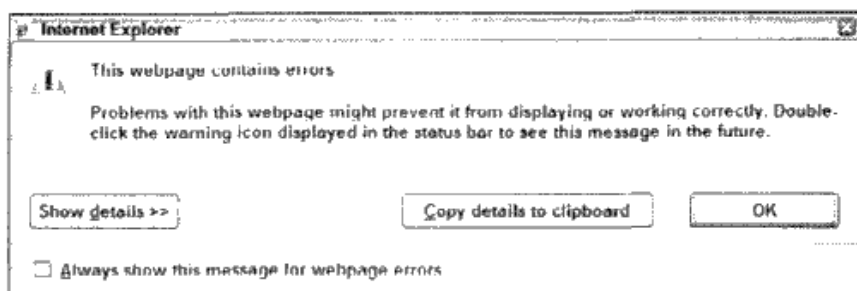 Internet Explorer
This webpage contains errors
Problems with this webpage might prevent it from displaying or working correctly. Double-
click the warning icon displayed in the status bar to see this message in the future.
Show details >>
Copy details to clipboard
OK
Always show this message for webpage errors